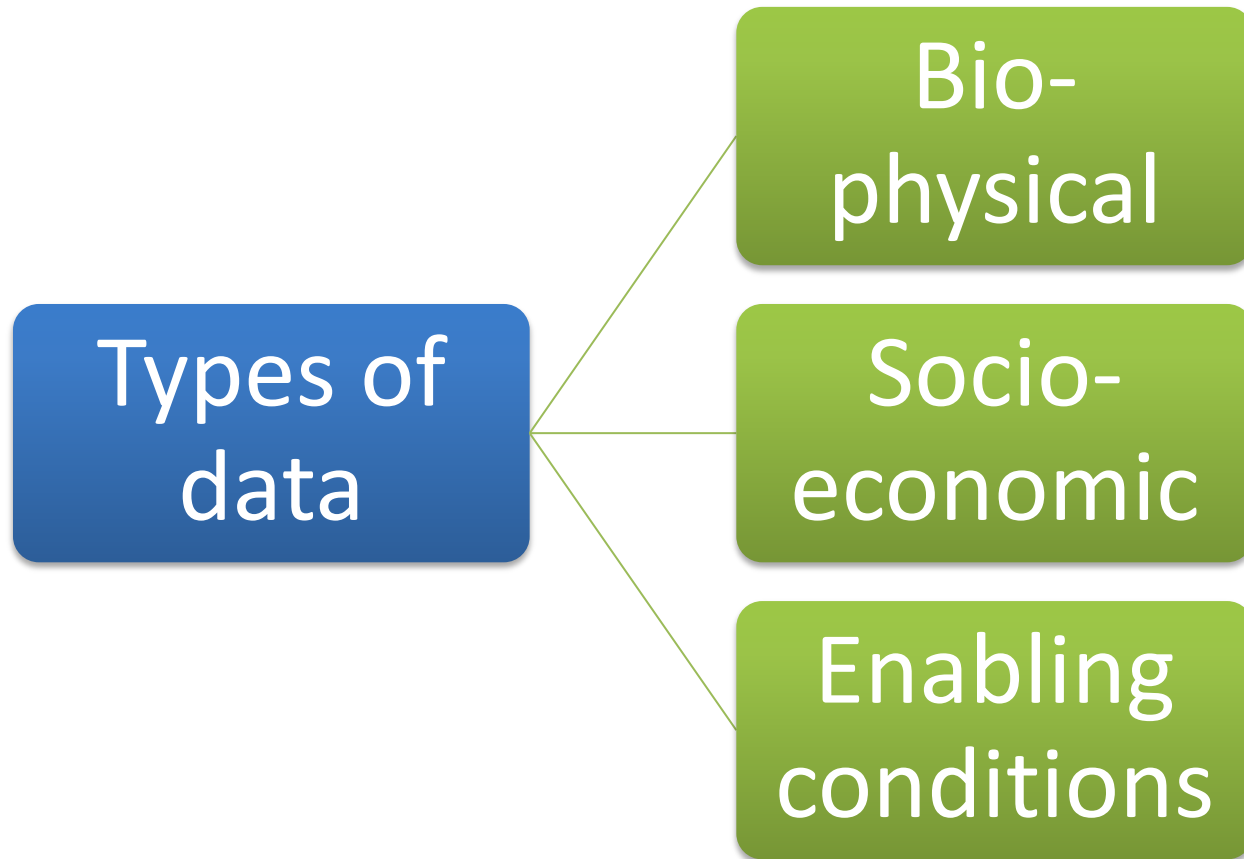 Types of
data
Bio-
physical
Socio-
economic
Enabling
conditions